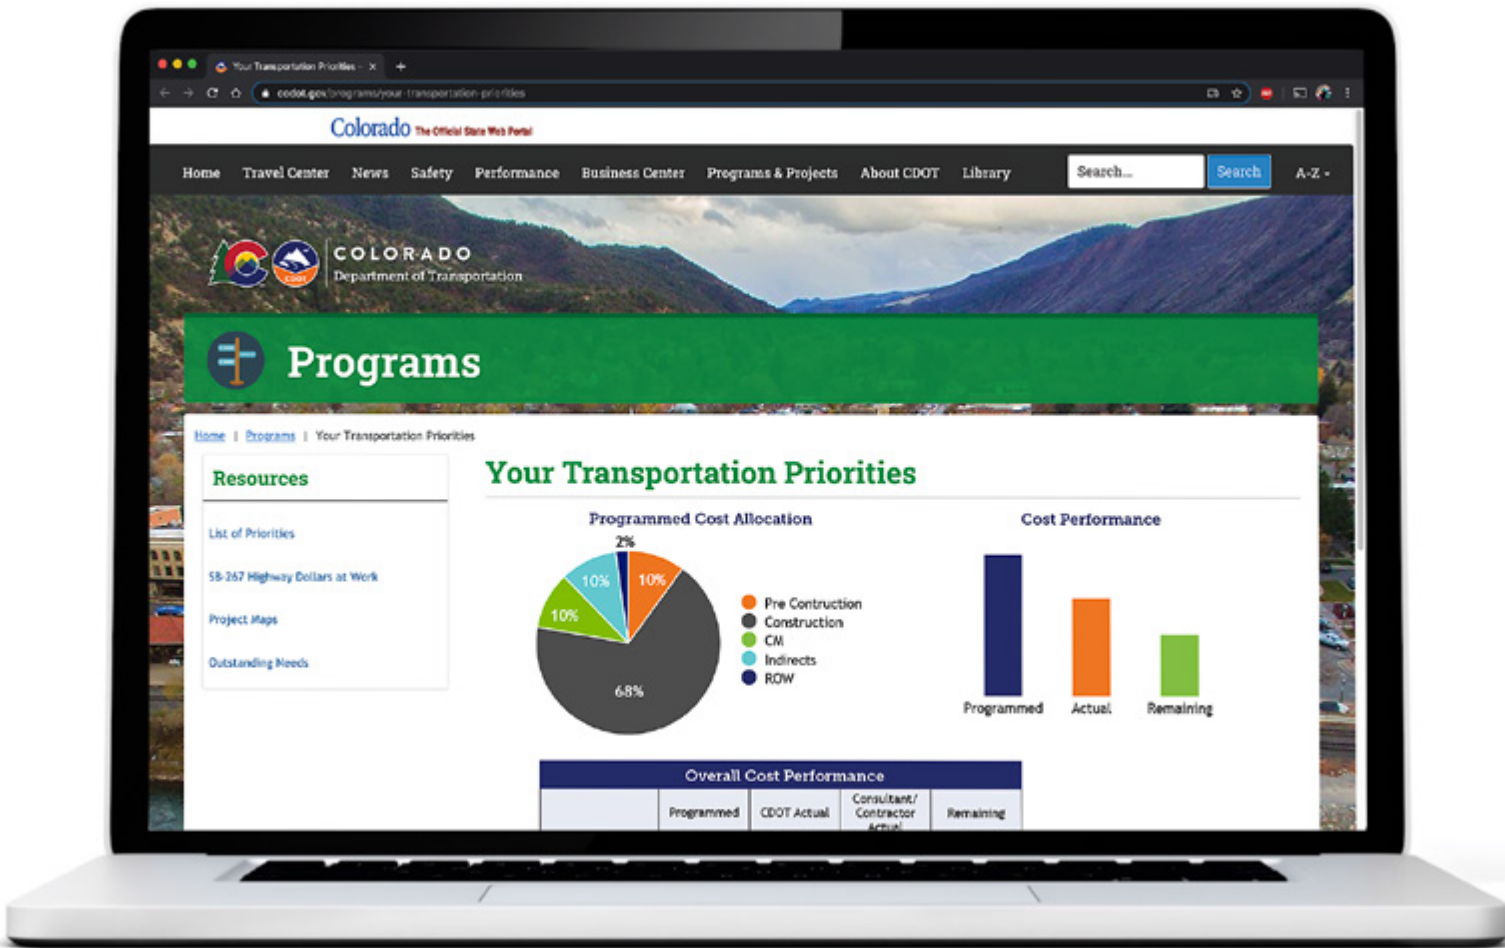 Your Transportation Priorities - × +
codot.gov/programs/your-transportation-priorities
Colorado The Official State Web Portal
Home Travel Center News Safety Performance Business Center Programs & Projects About CDOT Library Search... Search A-Z
COLORADO
Department of Transportation
CDOT
Programs
Home | Programs | Your Transportation Priorities
Resources
List of Priorities
SB-267 Highway Dollars at Work
Project Maps
Outstanding Needs
Your Transportation Priorities
Programmed Cost Allocation
2%
10%
10%
10%
68%
Pre Contruction
Construction
CM
Indirects
ROW
Cost Performance
Programmed Actual Remaining
Overall Cost Performance
Programmed CDOT Actual Consultant/ Remaining
Contractor
Actual